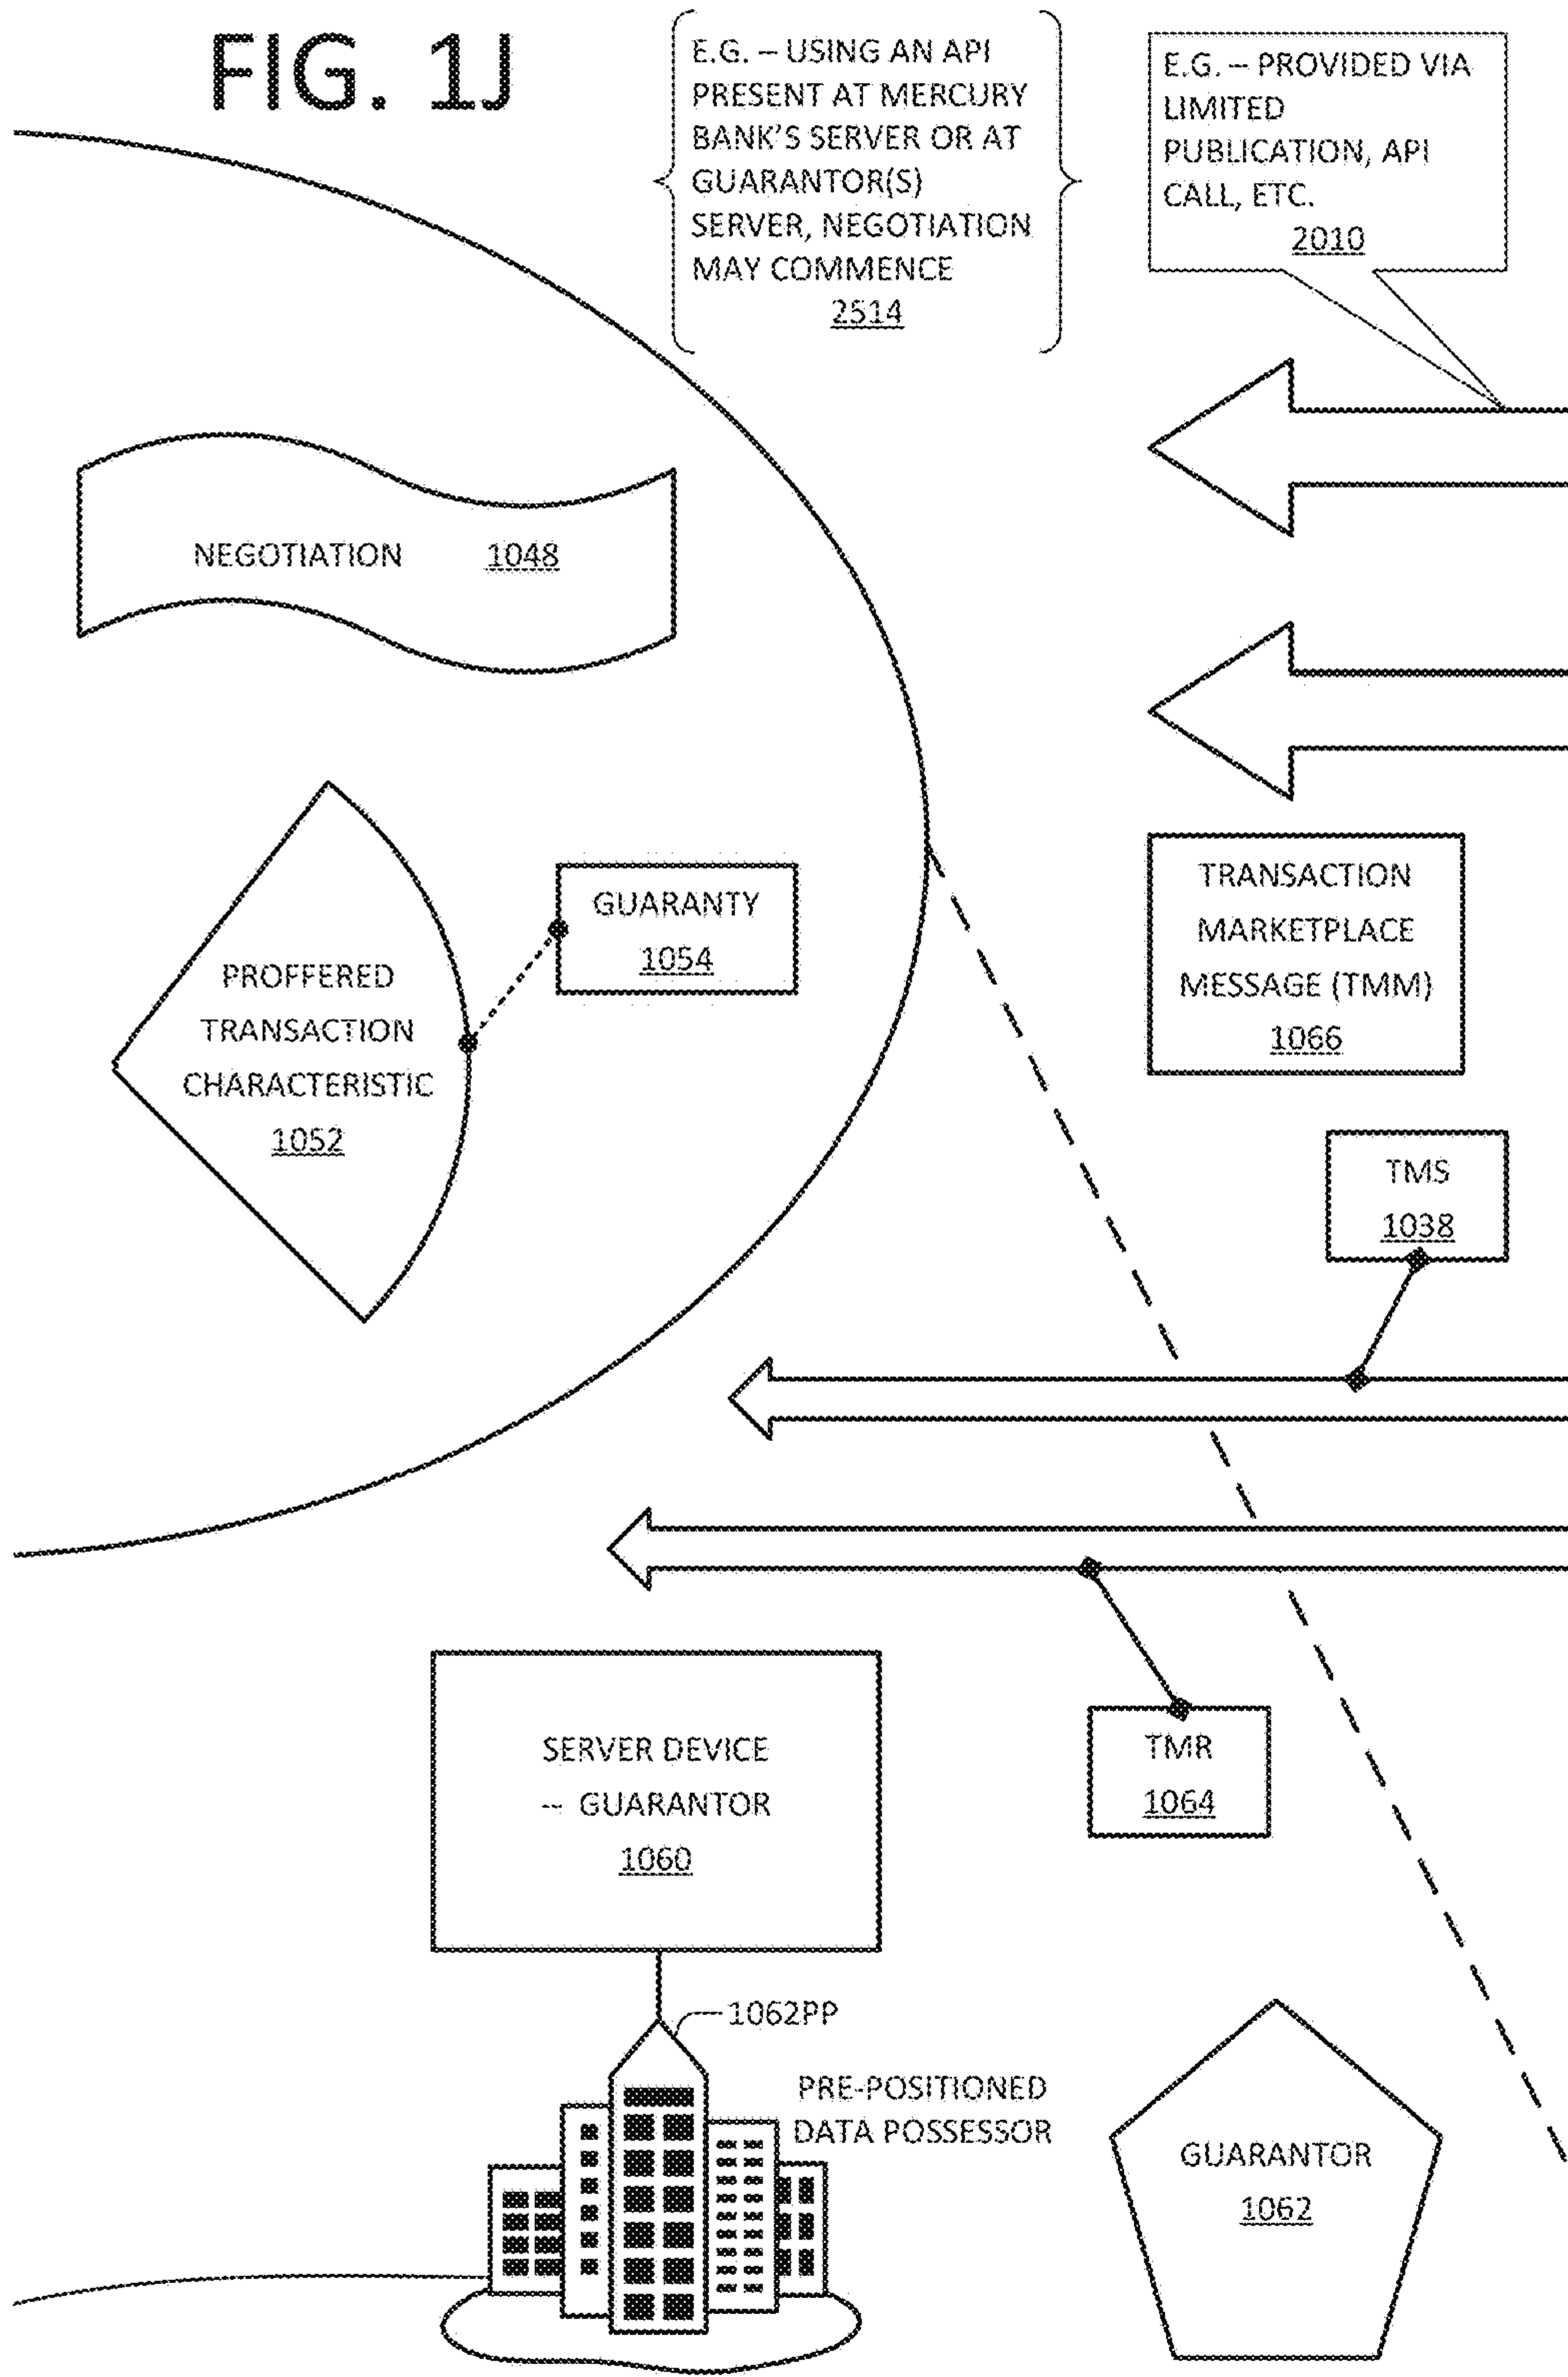 FIG. 1J
E.G. – USING AN API
PRESENT AT MERCURY
BANK'S SERVER OR AT
GUARANTOR(S)
SERVER, NEGOTIATION
MAY COMMENCE
2514
E.G. – PROVIDED VIA
LIMITED
PUBLICATION, API
CALL, ETC.
2010
NEGOTIATION 1048
PROFFERED
TRANSACTION
CHARACTERISTIC
1052
GUARANTY
1054
TRANSACTION
MARKETPLACE
MESSAGE (TMM)
1066
TMS
1038
TMR
1064
SERVER DEVICE
-- GUARANTOR
1060
1062PP
PRE-POSITIONED
DATA POSSESSOR
GUARANTOR
1062